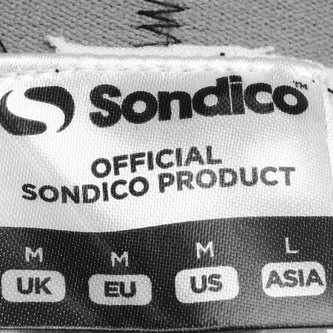 Sondico™
OFFICIAL
SONDICO PRODUCT
M M M L
UK EU US ASIA